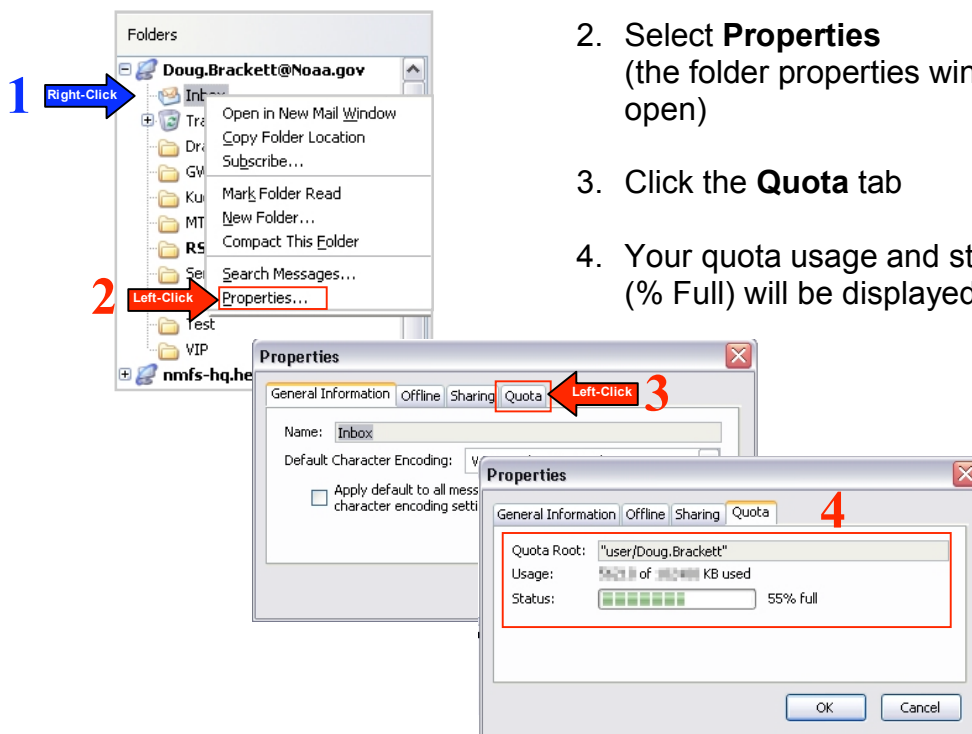 Folders
Doug.Brackett@Noaa.gov
1 Right-Click
Open in New Mail Window
Copy Folder Location
Subscribe...
Mark Folder Read
New Folder...
Compact This Folder
Search Messages...
2 Left-Click Properties...
Test
VIP
nmfs-hq.he
2. Select Properties
(the folder properties win
open)
3. Click the Quota tab
4. Your quota usage and st
(% Full) will be displayed
Properties
General Information Offline Sharing Quota Left-Click 3
Name: Inbox
Default Character Encoding:
Apply default to all mess
character encoding setti
Properties
General Information Offline Sharing Quota 4
Quota Root: "user/Doug.Brackett"
Usage: of KB used
Status: 55% full
OK Cancel